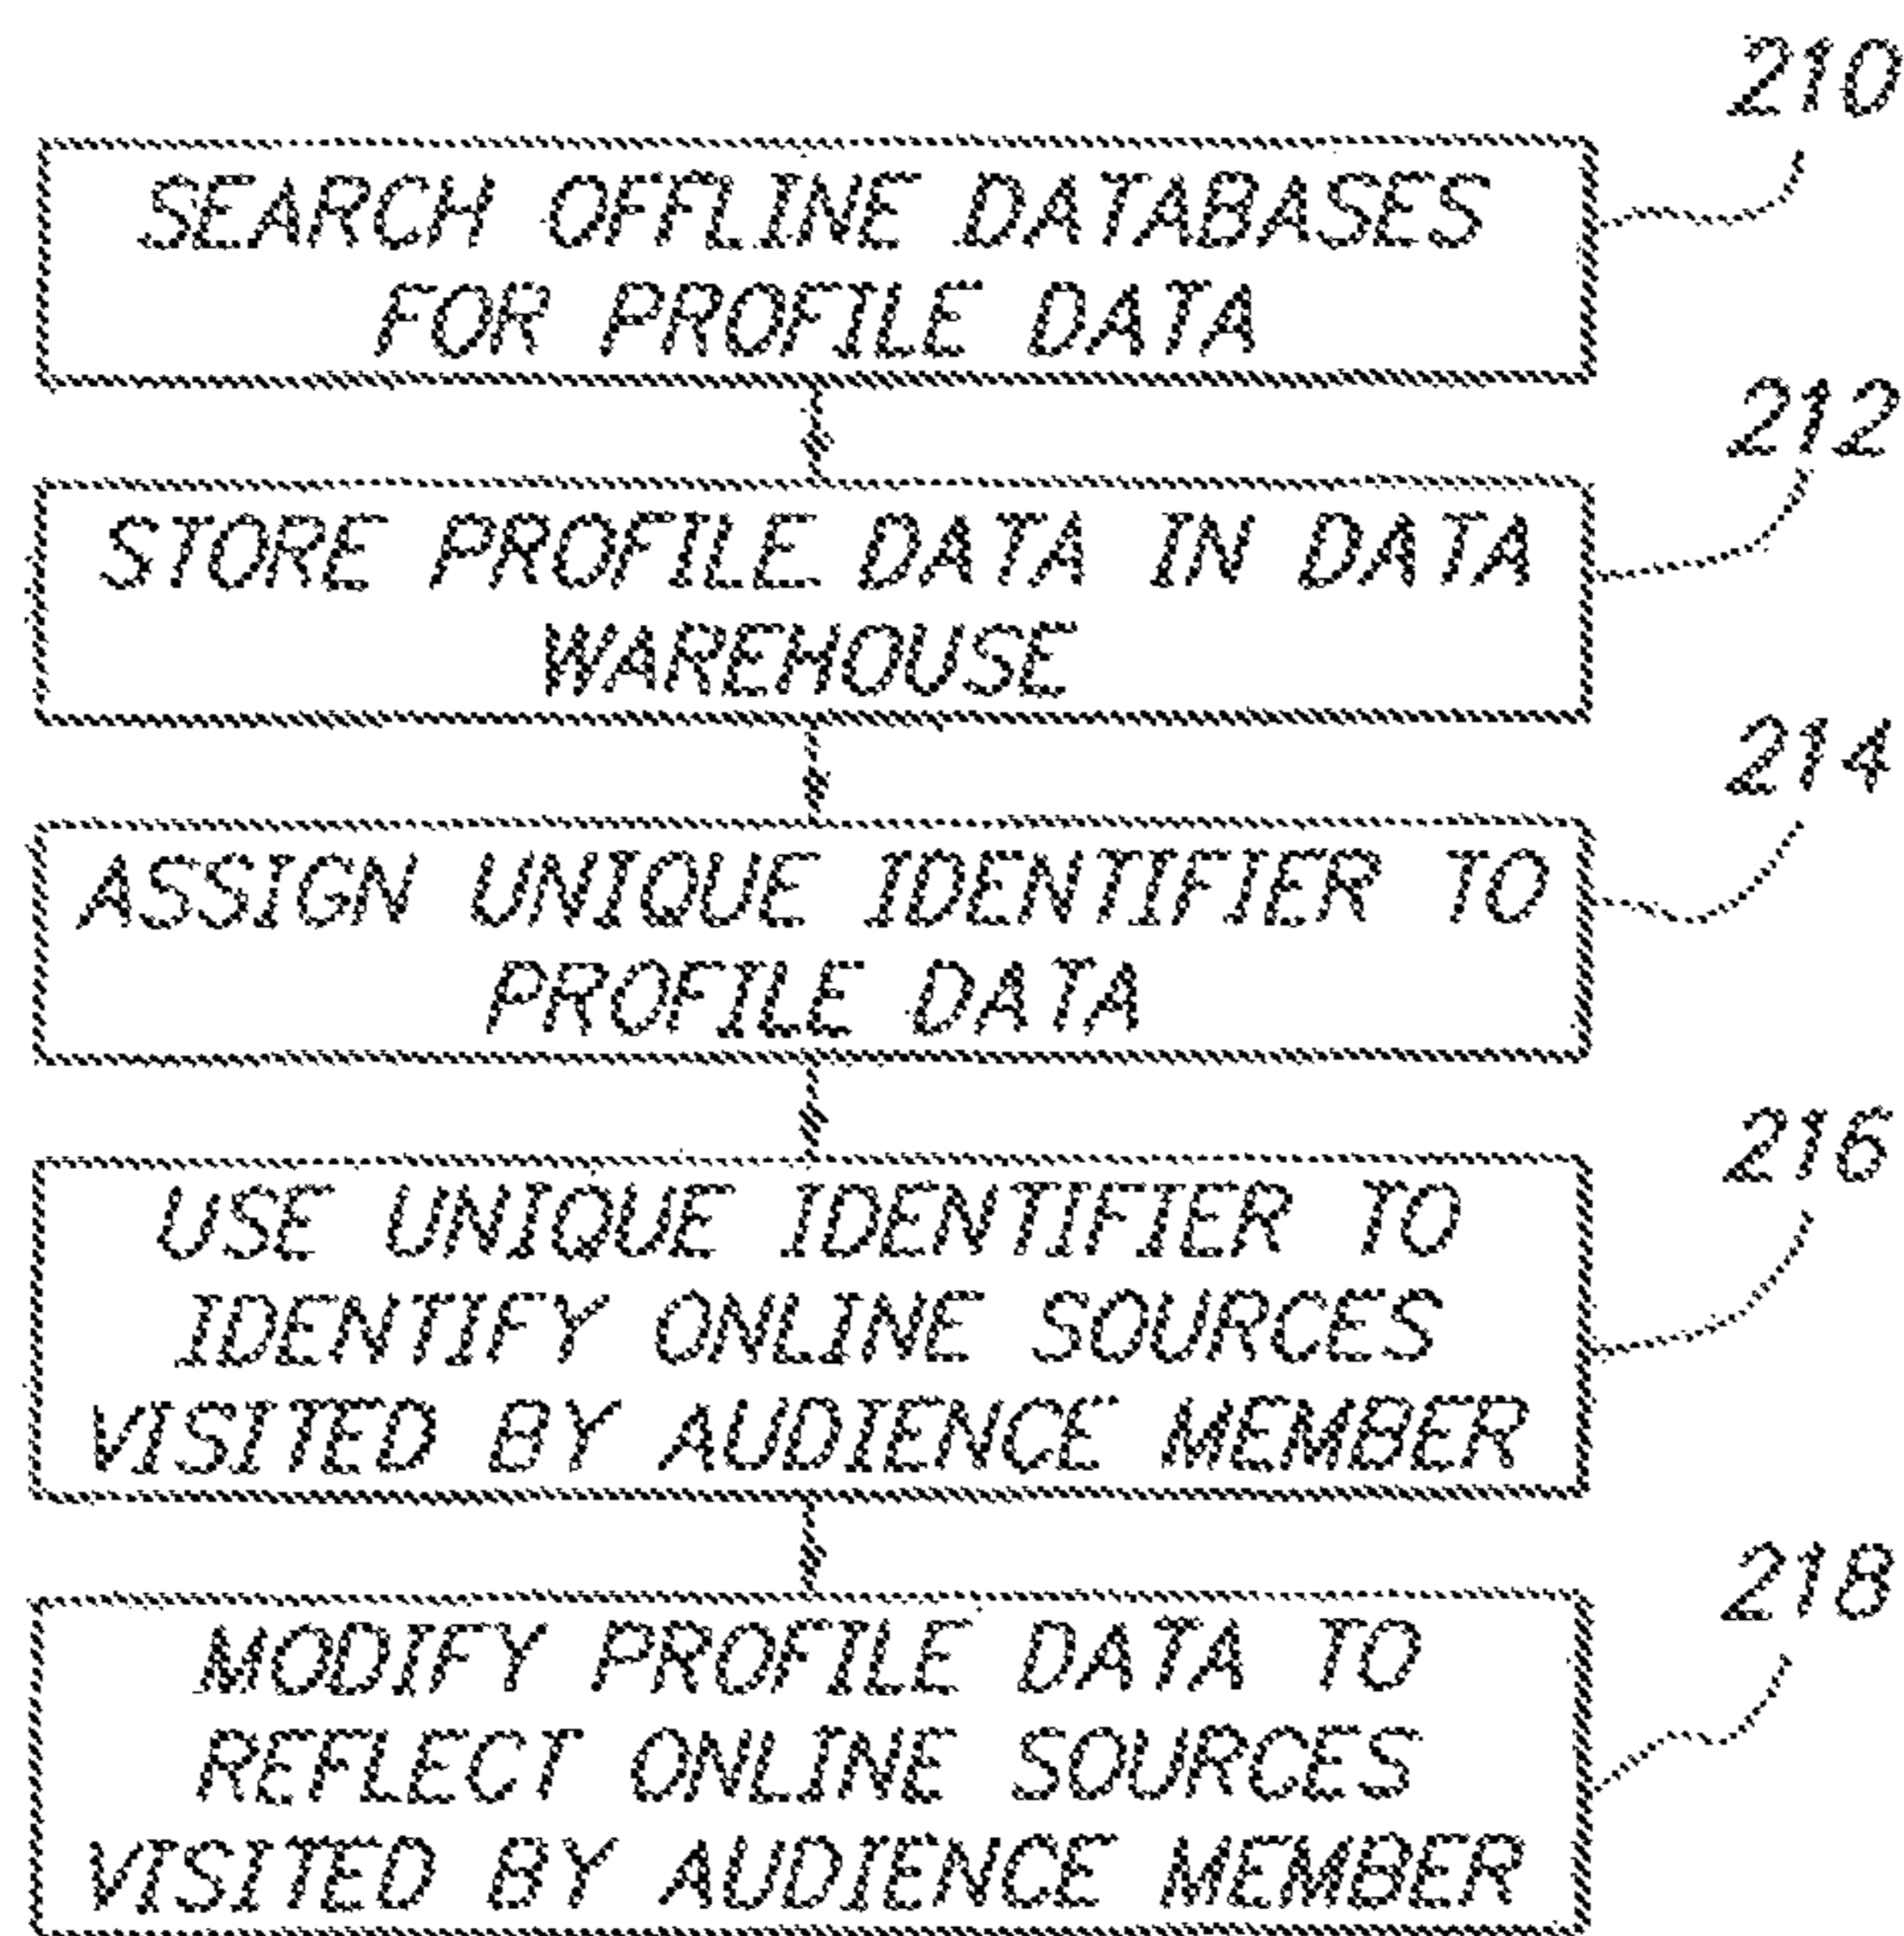 210
SEARCH OFFLINE DATABASES
FOR PROFILE DATA
212
STORE PROFILE DATA IN DATA
WAREHOUSE
214
ASSIGN UNIQUE IDENTIFIER TO
PROFILE DATA
216
USE UNIQUE IDENTIFIER TO
IDENTIFY ONLINE SOURCES
VISITED BY AUDIENCE MEMBER
218
MODIFY PROFILE DATA TO
REFLECT ONLINE SOURCES
VISITED BY AUDIENCE MEMBER